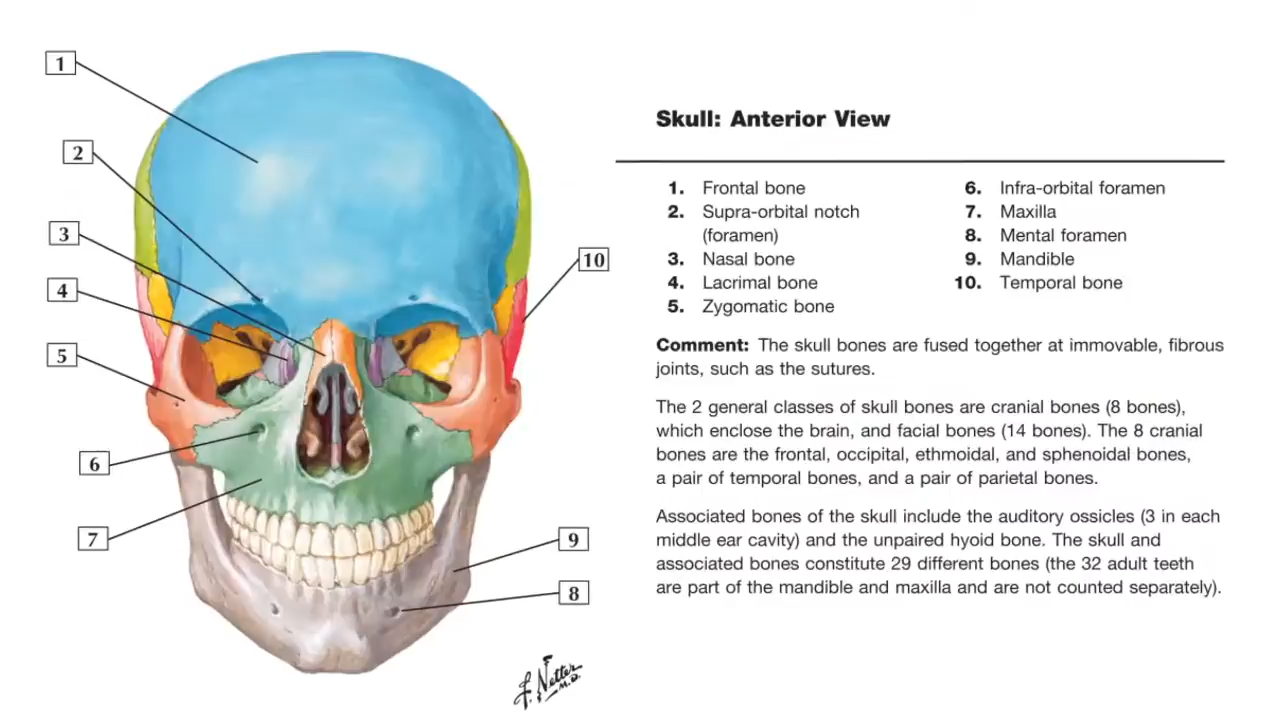 1
2
3
4
5
6
7
10
9
8
F. Netter
M.D.
Skull: Anterior View
1. Frontal bone
2. Supra-orbital notch
(foramen)
3. Nasal bone
4. Lacrimal bone
5. Zygomatic bone
6. Infra-orbital foramen
7. Maxilla
8. Mental foramen
9. Mandible
10. Temporal bone
Comment: The skull bones are fused together at immovable, fibrous
joints, such as the sutures.
The 2 general classes of skull bones are cranial bones (8 bones),
which enclose the brain, and facial bones (14 bones). The 8 cranial
bones are the frontal, occipital, ethmoidal, and sphenoidal bones,
a pair of temporal bones, and a pair of parietal bones.
Associated bones of the skull include the auditory ossicles (3 in each
middle ear cavity) and the unpaired hyoid bone. The skull and
associated bones constitute 29 different bones (the 32 adult teeth
are part of the mandible and maxilla and are not counted separately).